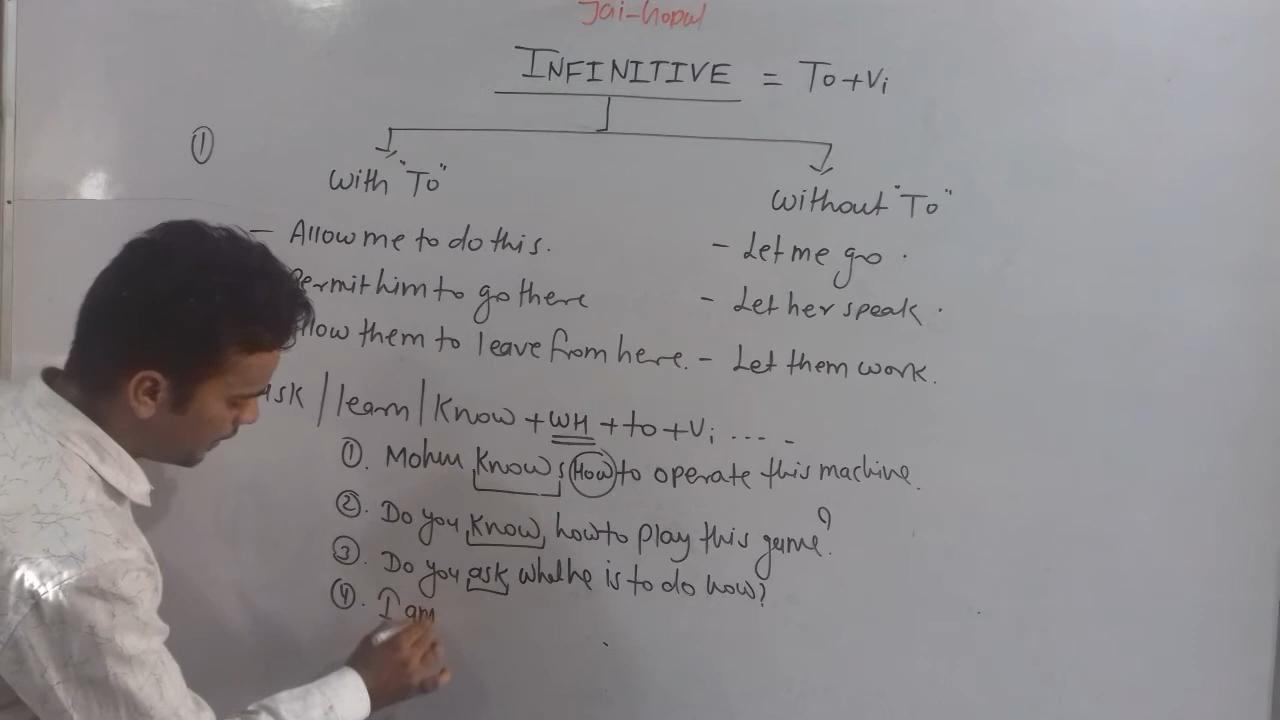 Jai-Gopal
INFINITIVE = To+V₁
①
with "To"
without "To"
- Allow me to do this.
- Let me go.
Permit him to go there
- Let her speak.
llow them to leave from here.
- Let them work.
ask / learn / know + WH + to + V₁ .... -
①. Mohan knows How to operate this machine.
②. Do you know, how to play this game?
③. Do you ask what he is to do now?
④. I am